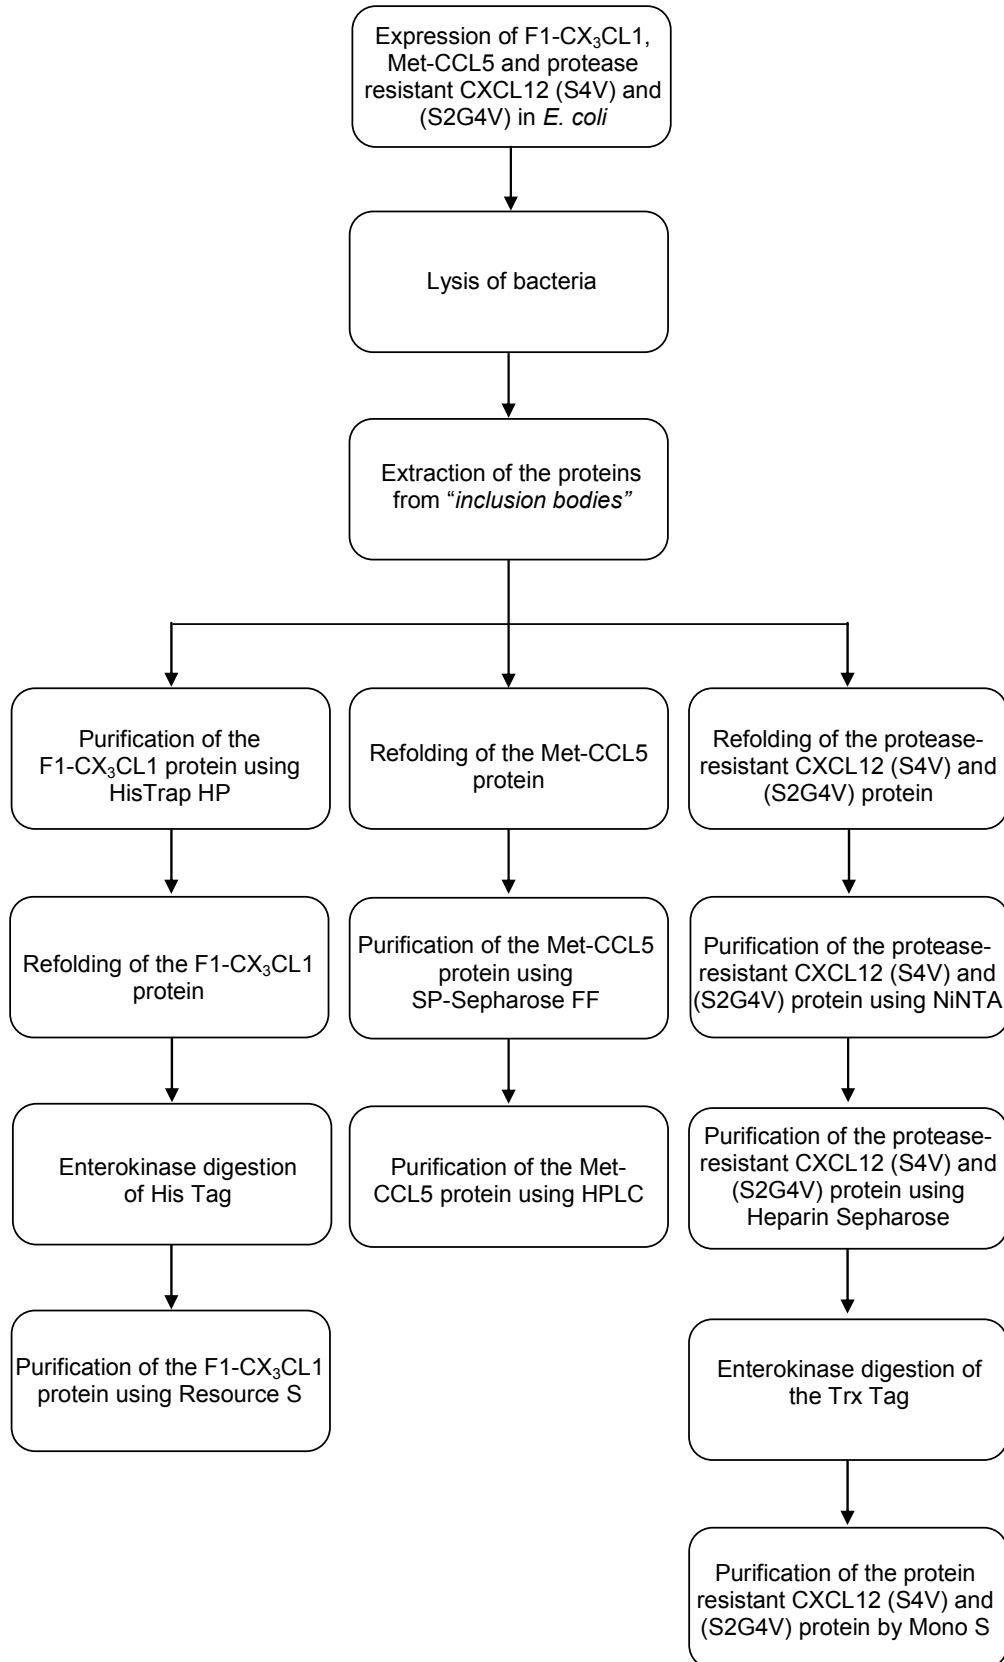 Expression of F1-CX₃CL1,
Met-CCL5 and protease
resistant CXCL12 (S4V) and
(S2G4V) in E. coli
Lysis of bacteria
Extraction of the proteins
from “inclusion bodies”
Purification of the
F1-CX₃CL1 protein using
HisTrap HP
Refolding of the Met-CCL5
protein
Refolding of the protease-
resistant CXCL12 (S4V) and
(S2G4V) protein
Refolding of the F1-CX₃CL1
protein
Purification of the Met-CCL5
protein using
SP-Sepharose FF
Purification of the protease-
resistant CXCL12 (S4V) and
(S2G4V) protein using NiNTA
Enterokinase digestion
of His Tag
Purification of the Met-
CCL5 protein using HPLC
Purification of the protease-
resistant CXCL12 (S4V) and
(S2G4V) protein using
Heparin Sepharose
Purification of the F1-CX₃CL1
protein using Resource S
Enterokinase digestion of
the Trx Tag
Purification of the protein
resistant CXCL12 (S4V) and
(S2G4V) protein by Mono S